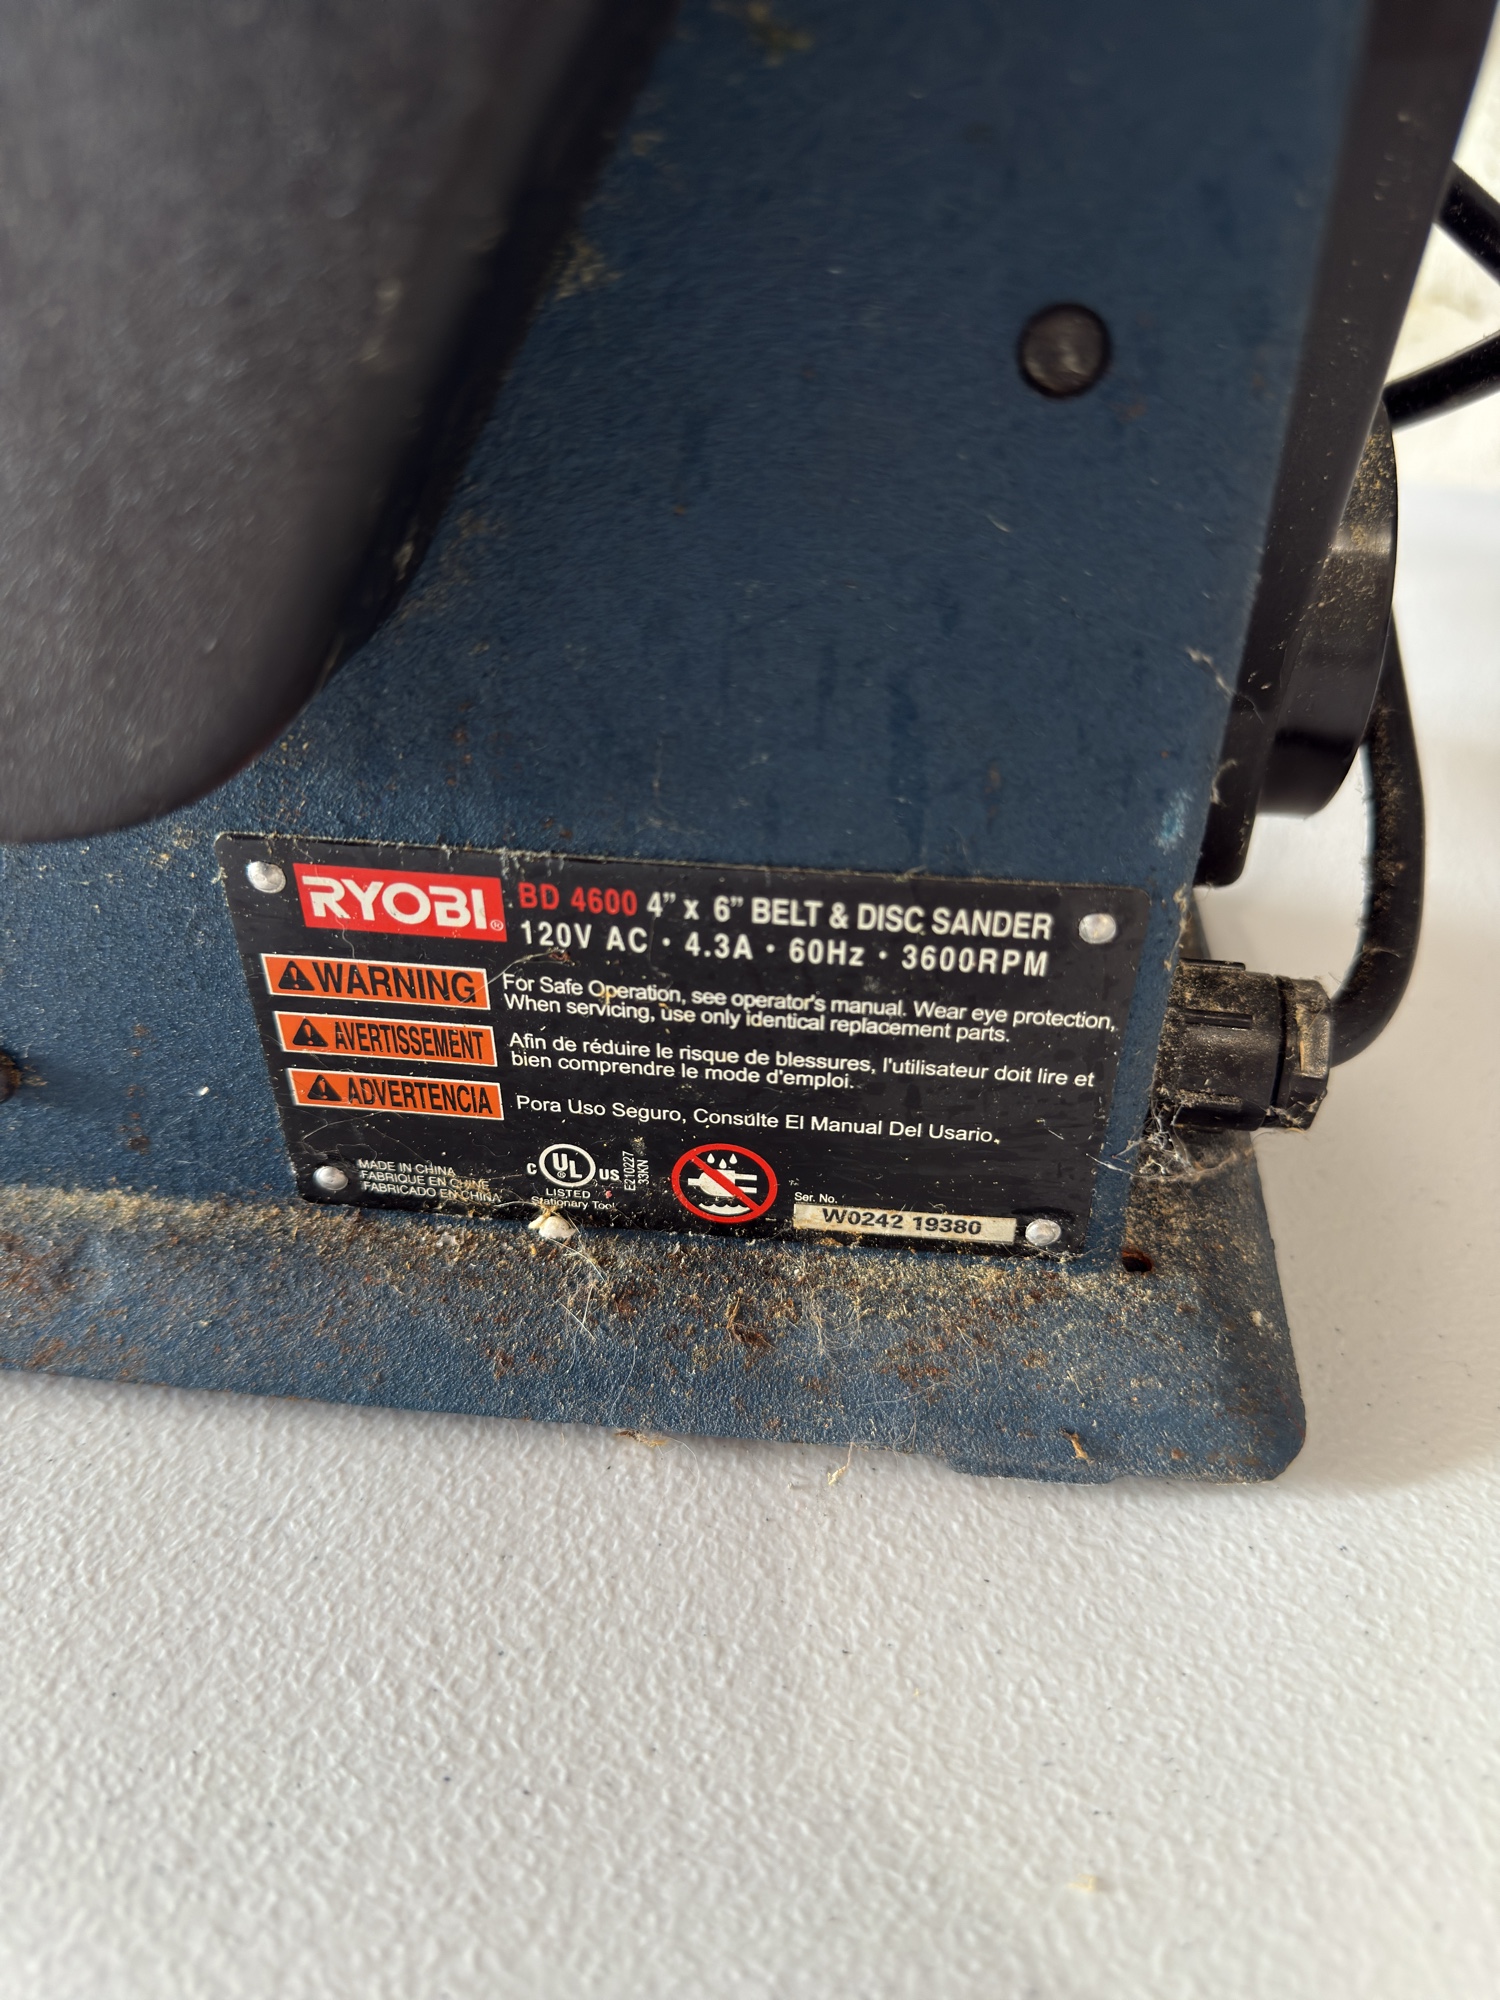 RYOBI® BD 4600 4" x 6" BELT & DISC SANDER
120V AC · 4.3A · 60Hz · 3600RPM
WARNING
For Safe Operation, see operator's manual. Wear eye protection,
When servicing, use only identical replacement parts.
AVERTISSEMENT
Afin de réduire le risque de blessures, l'utilisateur doit lire et
bien comprendre le mode d'emploi.
ADVERTENCIA
Pora Uso Seguro, Consúlte El Manual Del Usario.
MADE IN CHINA
FABRIQUE EN CHINE
FABRICADO EN CHINA
C UL ® US
LISTED
Stationary Tool
E210227
33KN
Ser. No.
W0242 19380